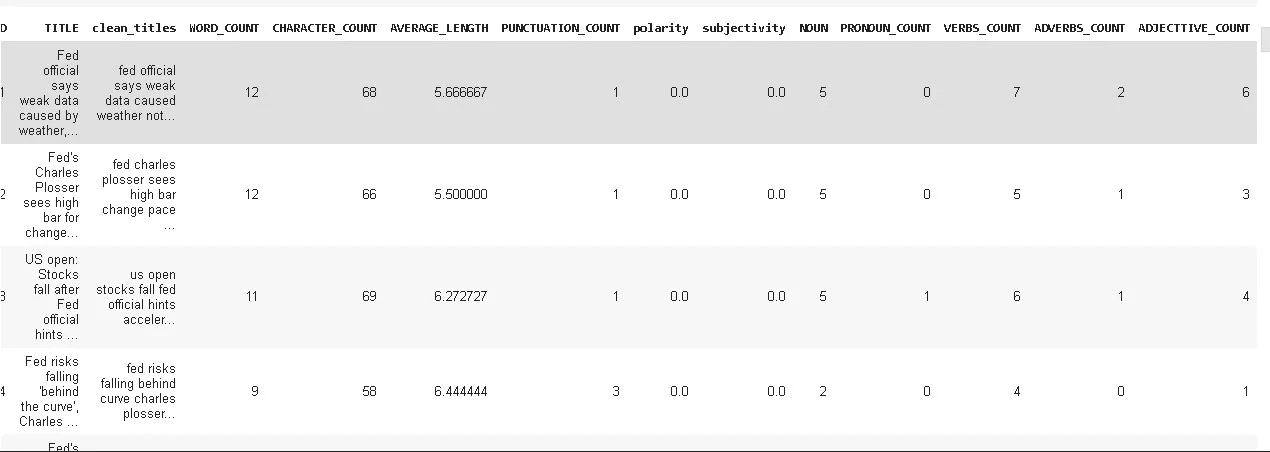 D TITLE clean_titles WORD_COUNT CHARACTER_COUNT AVERAGE_LENGTH PUNCTUATION_COUNT polarity subjectivity NOUN PRONOUN_COUNT VERBS_COUNT ADVERBS_COUNT ADJECTTIVE_COUNT
Fed
official
says
weak data
caused by
weather,...
fed official
says weak
data caused
weather not...
1 12 68 5.666667 1 0.0 0.0 5 0 7 2 6
Fed's
Charles
Plosser
sees high
bar for
change...
fed charles
plosser sees
high bar
change pace
...
2 12 66 5.500000 1 0.0 0.0 5 0 5 1 3
US open:
Stocks
fall after
Fed
official
hints ...
us open
stocks fall fed
official hints
acceler...
3 11 69 6.272727 1 0.0 0.0 5 1 6 1 4
Fed risks
falling
'behind
the curve',
Charles ...
fed risks
falling behind
curve charles
plosser...
4 9 58 6.444444 3 0.0 0.0 2 0 4 0 1
Fed's